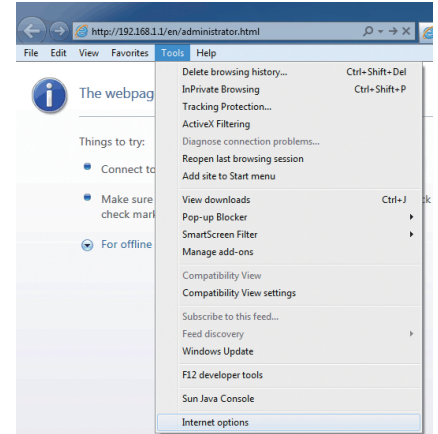 http://192.168.1.1/en/administrator.html
File Edit View Favorites Tools Help
The webpag
Things to try:
Connect to
Make sure
check mark
For offline
Delete browsing history... Ctrl+Shift+Del
InPrivate Browsing Ctrl+Shift+P
Tracking Protection...
ActiveX Filtering
Diagnose connection problems...
Reopen last browsing session
Add site to Start menu
View downloads Ctrl+J
Pop-up Blocker
SmartScreen Filter
Manage add-ons
Compatibility View
Compatibility View settings
Subscribe to this feed...
Feed discovery
Windows Update
F12 developer tools
Sun Java Console
Internet options